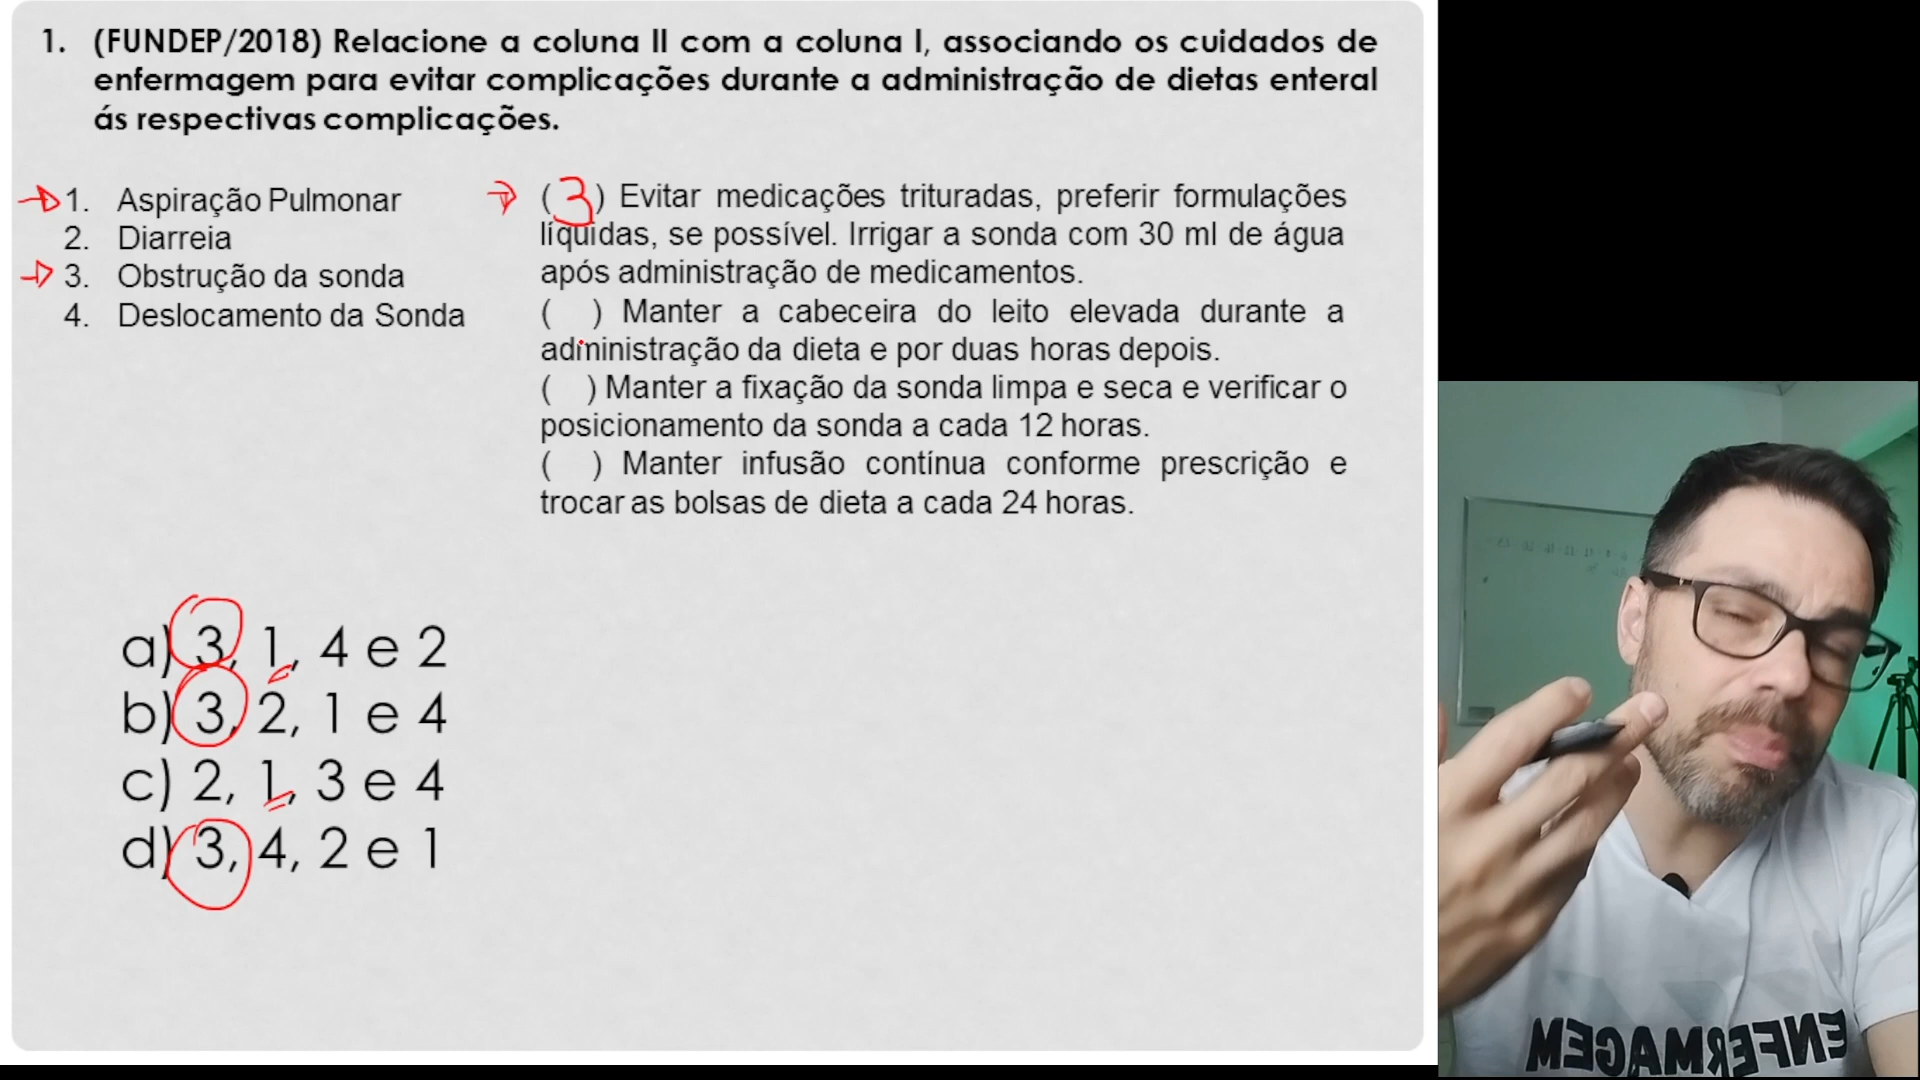 1. (FUNDEP/2018) Relacione a coluna II com a coluna I, associando os cuidados de
enfermagem para evitar complicações durante a administração de dietas enteral
ás respectivas complicações.
1. Aspiração Pulmonar
2. Diarreia
3. Obstrução da sonda
4. Deslocamento da Sonda
(3) Evitar medicações trituradas, preferir formulações
líquidas, se possível. Irrigar a sonda com 30 ml de água
após administração de medicamentos.
( ) Manter a cabeceira do leito elevada durante a
administração da dieta e por duas horas depois.
( ) Manter a fixação da sonda limpa e seca e verificar o
posicionamento da sonda a cada 12 horas.
( ) Manter infusão contínua conforme prescrição e
trocar as bolsas de dieta a cada 24 horas.
a) 3, 1, 4 e 2
b) 3, 2, 1 e 4
c) 2, 1, 3 e 4
d) 3, 4, 2 e 1
ENFERMAGEM